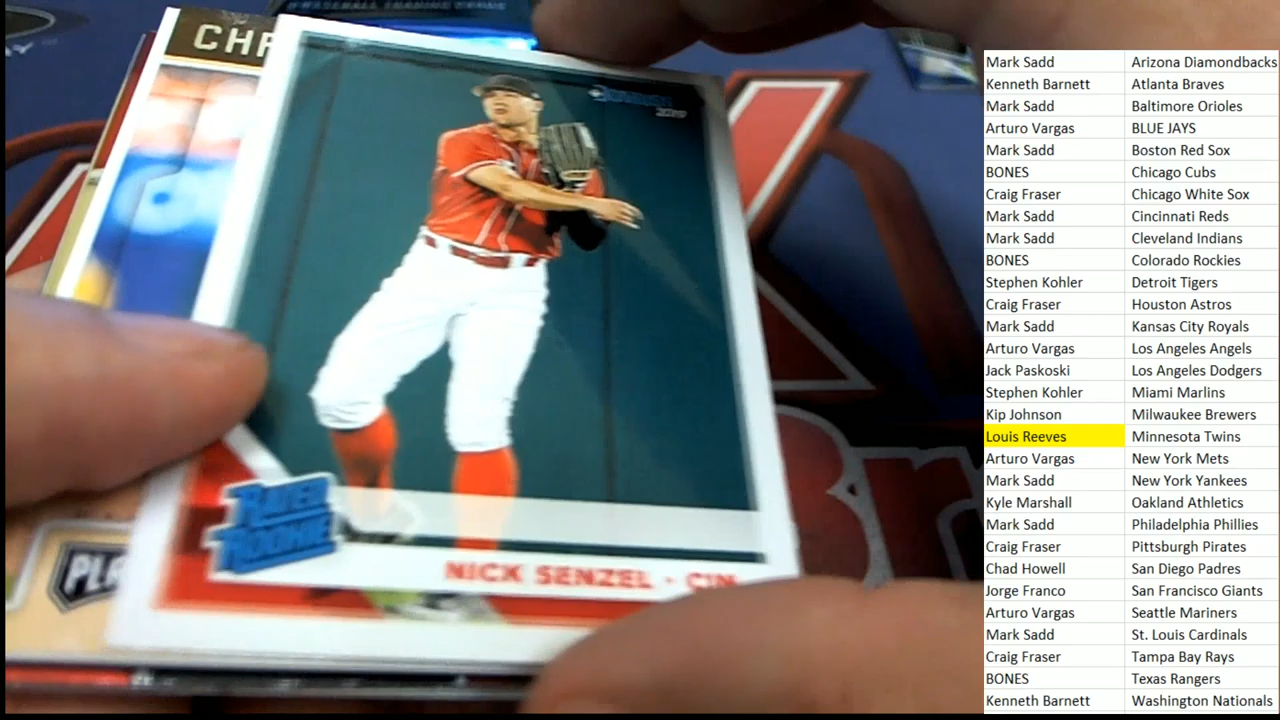 CHR
DONRUSS
2019
RATED
ROOKIE
NICK SENZEL • CIN
Mark Sadd Arizona Diamondbacks
Kenneth Barnett Atlanta Braves
Mark Sadd Baltimore Orioles
Arturo Vargas BLUE JAYS
Mark Sadd Boston Red Sox
BONES Chicago Cubs
Craig Fraser Chicago White Sox
Mark Sadd Cincinnati Reds
Mark Sadd Cleveland Indians
BONES Colorado Rockies
Stephen Kohler Detroit Tigers
Craig Fraser Houston Astros
Mark Sadd Kansas City Royals
Arturo Vargas Los Angeles Angels
Jack Paskoski Los Angeles Dodgers
Stephen Kohler Miami Marlins
Kip Johnson Milwaukee Brewers
Louis Reeves Minnesota Twins
Arturo Vargas New York Mets
Mark Sadd New York Yankees
Kyle Marshall Oakland Athletics
Mark Sadd Philadelphia Phillies
Craig Fraser Pittsburgh Pirates
Chad Howell San Diego Padres
Jorge Franco San Francisco Giants
Arturo Vargas Seattle Mariners
Mark Sadd St. Louis Cardinals
Craig Fraser Tampa Bay Rays
BONES Texas Rangers
Kenneth Barnett Washington Nationals